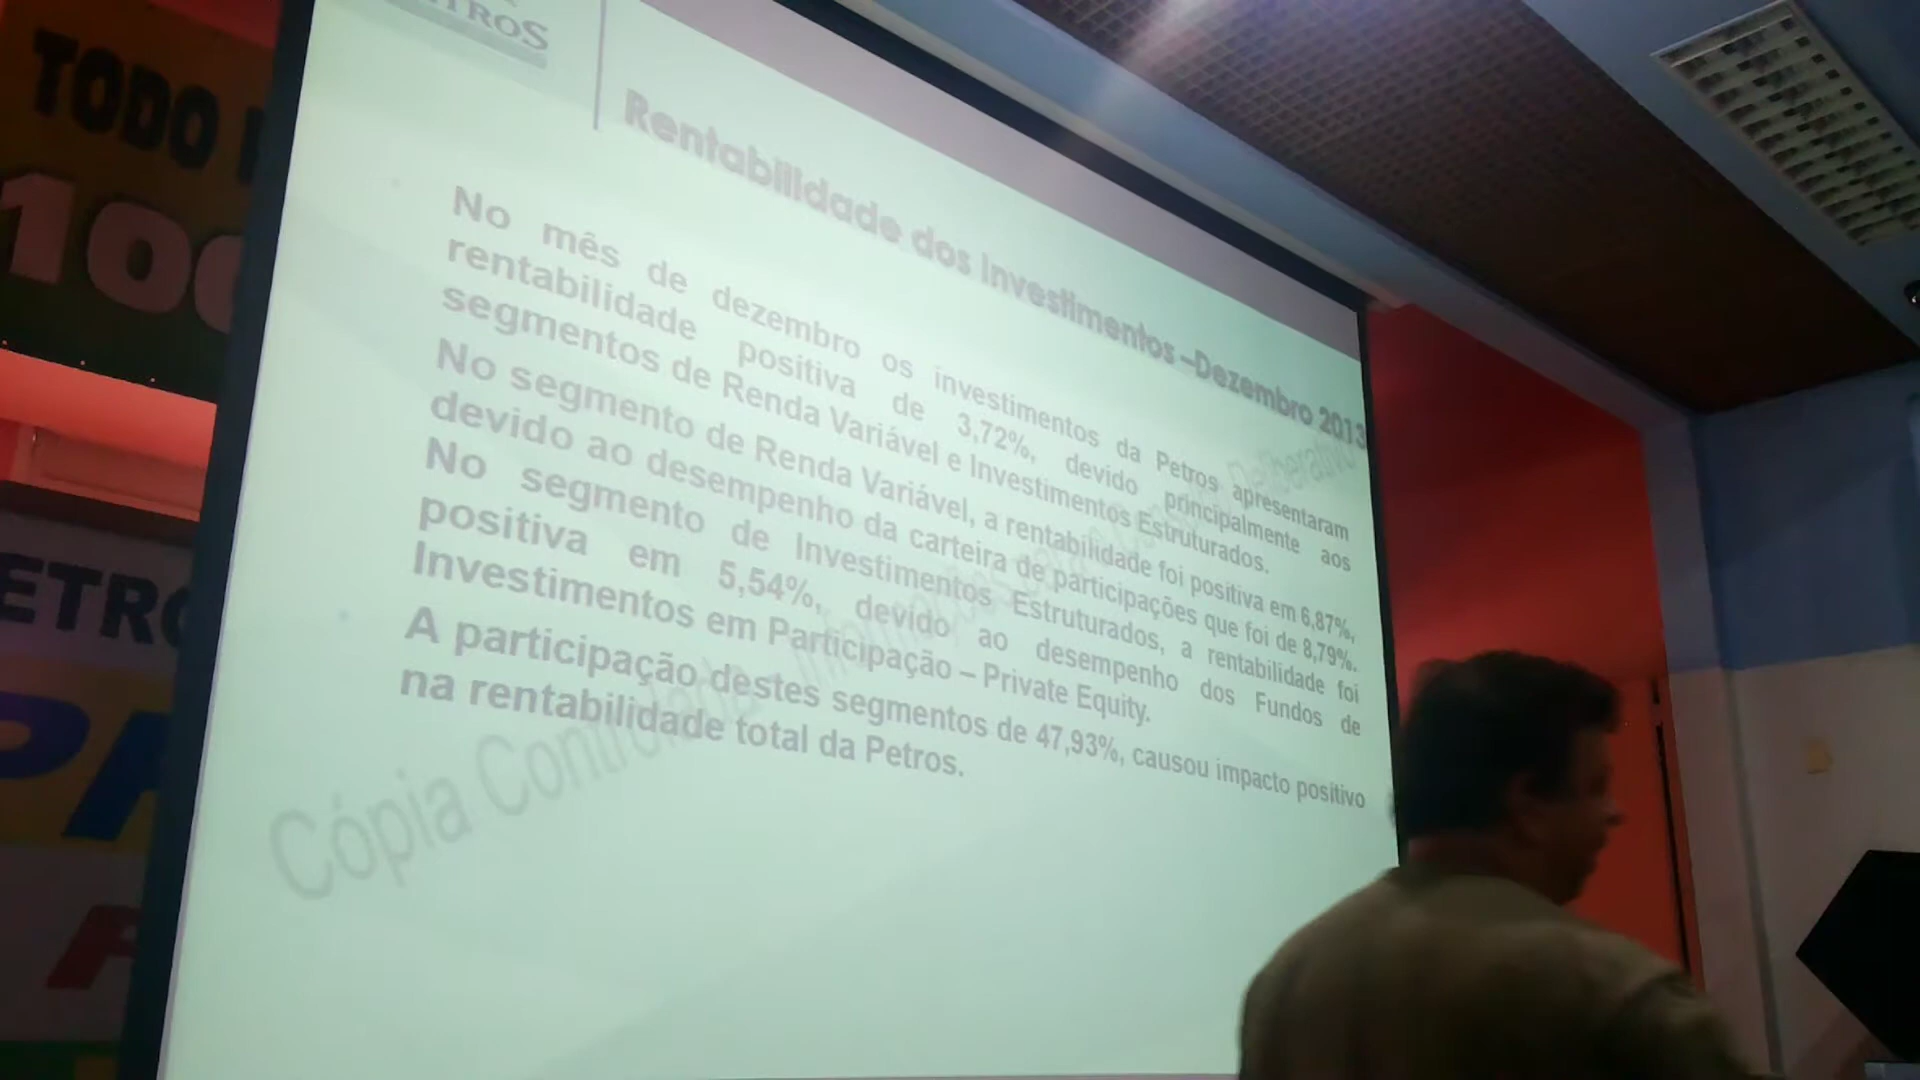 TROS
Rentabilidade dos Investimentos –Dezembro 2013
No mês de dezembro os investimentos da Petros apresentaram
rentabilidade positiva de 3,72%, devido principalmente aos
segmentos de Renda Variável e Investimentos Estruturados.
No segmento de Renda Variável, a rentabilidade foi positiva em 6,87%,
devido ao desempenho da carteira de participações que foi de 8,79%.
No segmento de Investimentos Estruturados, a rentabilidade foi
positiva em 5,54%, devido ao desempenho dos Fundos de
Investimentos em Participação – Private Equity.
A participação destes segmentos de 47,93%, causou impacto positivo
na rentabilidade total da Petros.
Cópia Controlada
TODO
100
ETRO